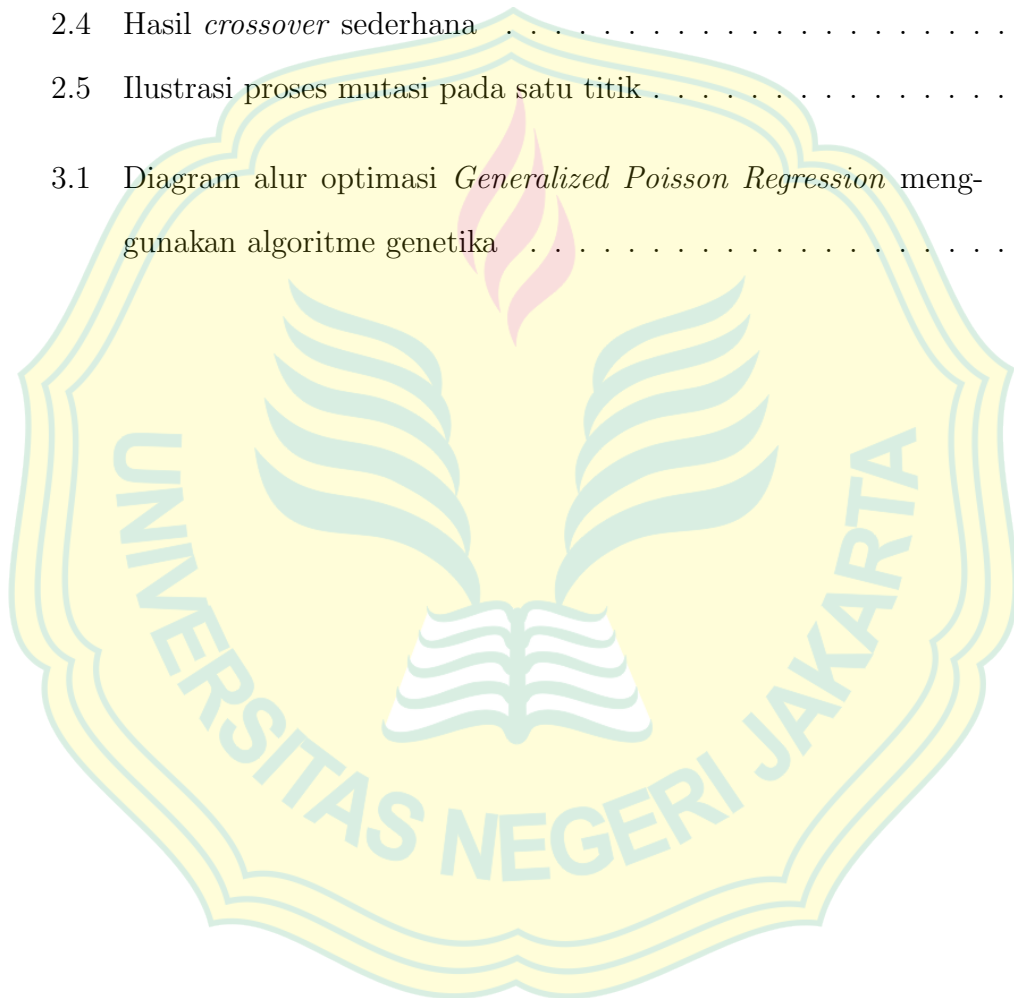 2.4 Hasil crossover sederhana . . . . . . . . . . . . . . . . . . . . .
2.5 Ilustrasi proses mutasi pada satu titik . . . . . . . . . . . . . . .
3.1 Diagram alur optimasi Generalized Poisson Regression meng-
gunakan algoritme genetika . . . . . . . . . . . . . . . . . . . .
UNIVERSITAS NEGERI JAKARTA